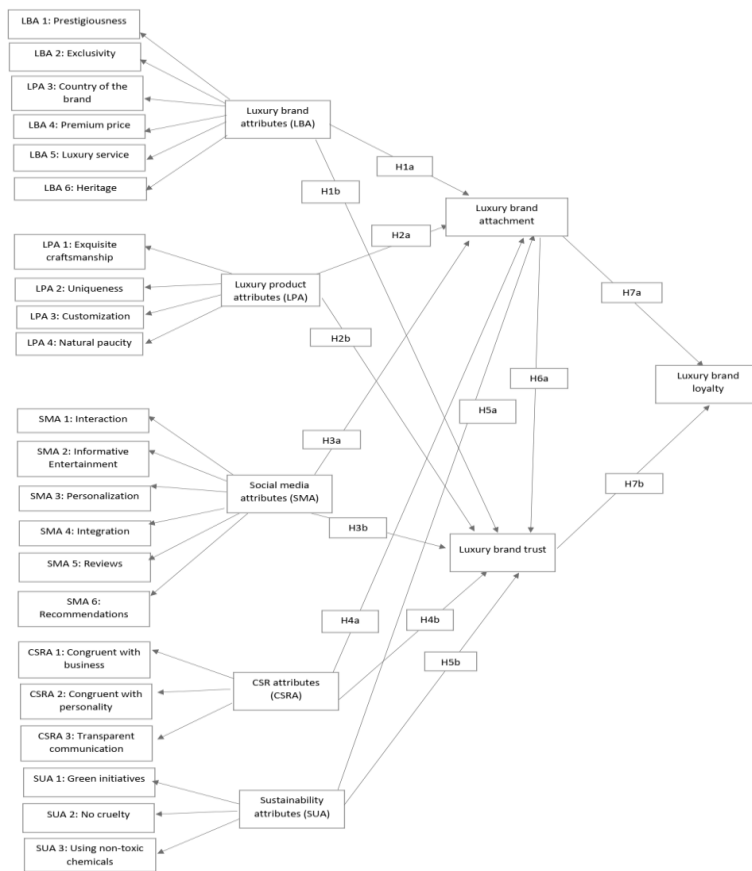 LBA 1: Prestigiousness
LBA 2: Exclusivity
LPA 3: Country of the
brand
LBA 4: Premium price
LBA 5: Luxury service
LBA 6: Heritage
Luxury brand
attributes (LBA)
H1a
H1b
Luxury brand
attachment
LPA 1: Exquisite
craftsmanship
LPA 2: Uniqueness
LPA 3: Customization
LPA 4: Natural paucity
Luxury product
attributes (LPA)
H2a
H2b
H7a
H6a
H5a
Luxury brand
loyalty
SMA 1: Interaction
SMA 2: Informative
Entertainment
SMA 3: Personalization
SMA 4: Integration
SMA 5: Reviews
SMA 6:
Recommendations
Social media
attributes (SMA)
H3a
H3b
H7b
Luxury brand trust
CSRA 1: Congruent with
business
CSRA 2: Congruent with
personality
CSRA 3: Transparent
communication
CSR attributes
(CSRA)
H4a
H4b
H5b
SUA 1: Green initiatives
SUA 2: No cruelty
SUA 3: Using non-toxic
chemicals
Sustainability
attributes (SUA)